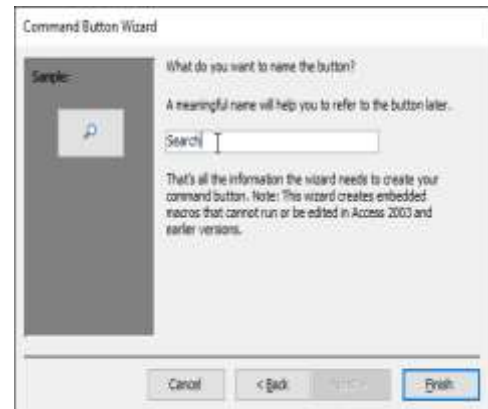 Command Button Wizard
Sample:
What do you want to name the button?
A meaningful name will help you to refer to the button later.
Search
That's all the information the wizard needs to create your
command button. Note: This wizard creates embedded
macros that cannot run or be edited in Access 2003 and
earlier versions.
Cancel
< Back
Next >
Finish